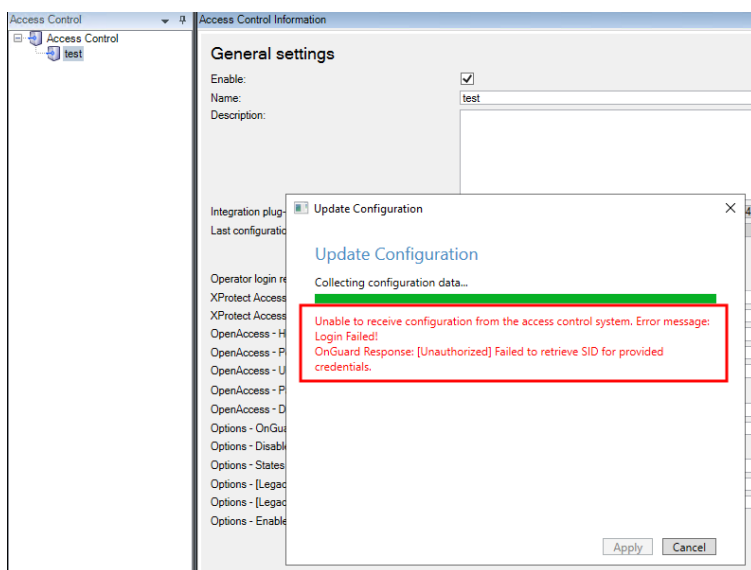 Access Control
Access Control Information
Access Control
test
General settings
Enable:
Name:
test
Description:
Integration plug-
Last configuratio
Operator login re
XProtect Access
XProtect Access
OpenAccess - H
OpenAccess - P
OpenAccess - U
OpenAccess - P
OpenAccess - D
Options - OnGua
Options - Disable
Options - States
Options - [Legac
Options - [Legac
Options - Enable
4
Update Configuration
Update Configuration
Collecting configuration data...
Unable to receive configuration from the access control system. Error message:
Login Failed!
OnGuard Response: [Unauthorized] Failed to retrieve SID for provided
credentials.
Apply
Cancel